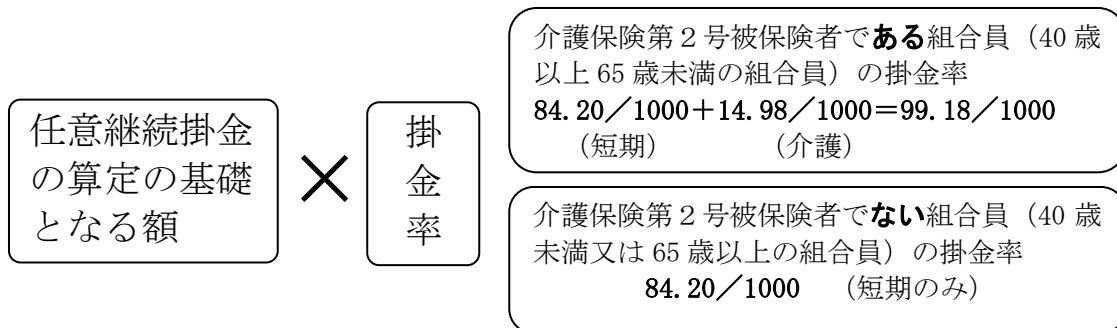 任意継続掛金
の算定の基礎
となる額
×
掛
金
率
介護保険第２号被保険者である組合員（40 歳
以上 65 歳未満の組合員）の掛金率
84.20／1000＋14.98／1000＝99.18／1000
（短期）　（介護）
介護保険第２号被保険者でない組合員（40 歳
未満又は 65 歳以上の組合員）の掛金率
84.20／1000　（短期のみ）